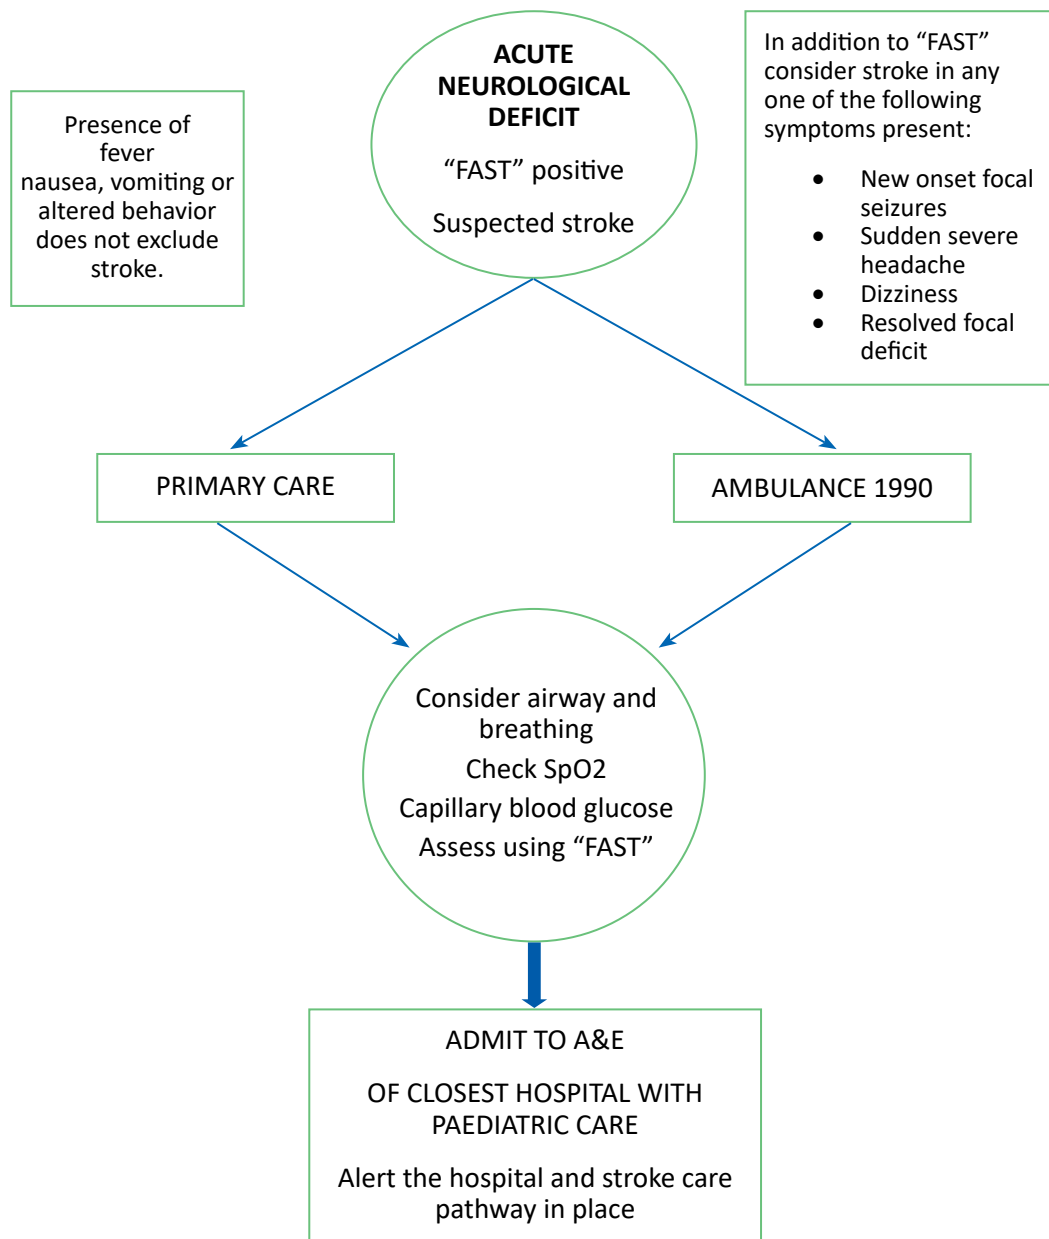 ACUTE
NEUROLOGICAL
DEFICIT
“FAST” positive
Suspected stroke
Presence of
fever
nausea, vomiting or
altered behavior
does not exclude
stroke.
In addition to “FAST”
consider stroke in any
one of the following
symptoms present:
• New onset focal
seizures
• Sudden severe
headache
• Dizziness
• Resolved focal
deficit
PRIMARY CARE
AMBULANCE 1990
Consider airway and
breathing
Check SpO2
Capillary blood glucose
Assess using “FAST”
ADMIT TO A&E
OF CLOSEST HOSPITAL WITH
PAEDIATRIC CARE
Alert the hospital and stroke care
pathway in place